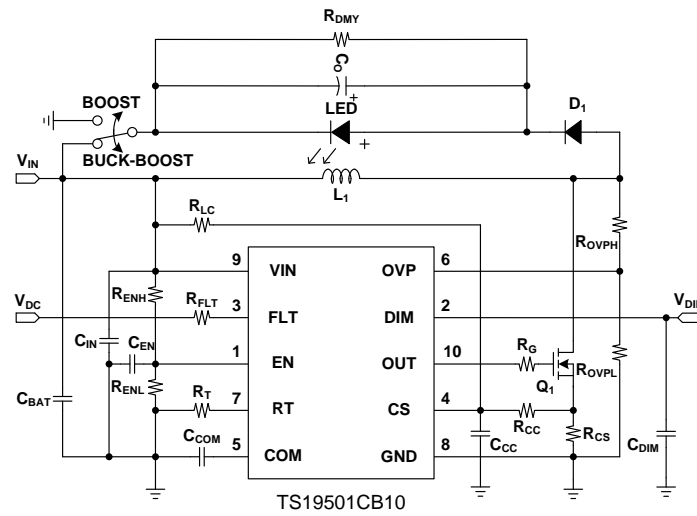 RDMY
CO
+
BOOST
LED
D1
+
BUCK-BOOST
VIN
L1
RLC
ROVPH
9 VIN OVP 6
RENH
VDC
RFLT
3 FLT DIM 2
VDI
CIN
CEN
1 EN OUT 10
RG
ROVPL
Q1
RENL
RT
7 RT CS 4
CBAT
RCC
RCS
CCOM
5 COM GND 8
CCC
CDIM
TS19501CB10